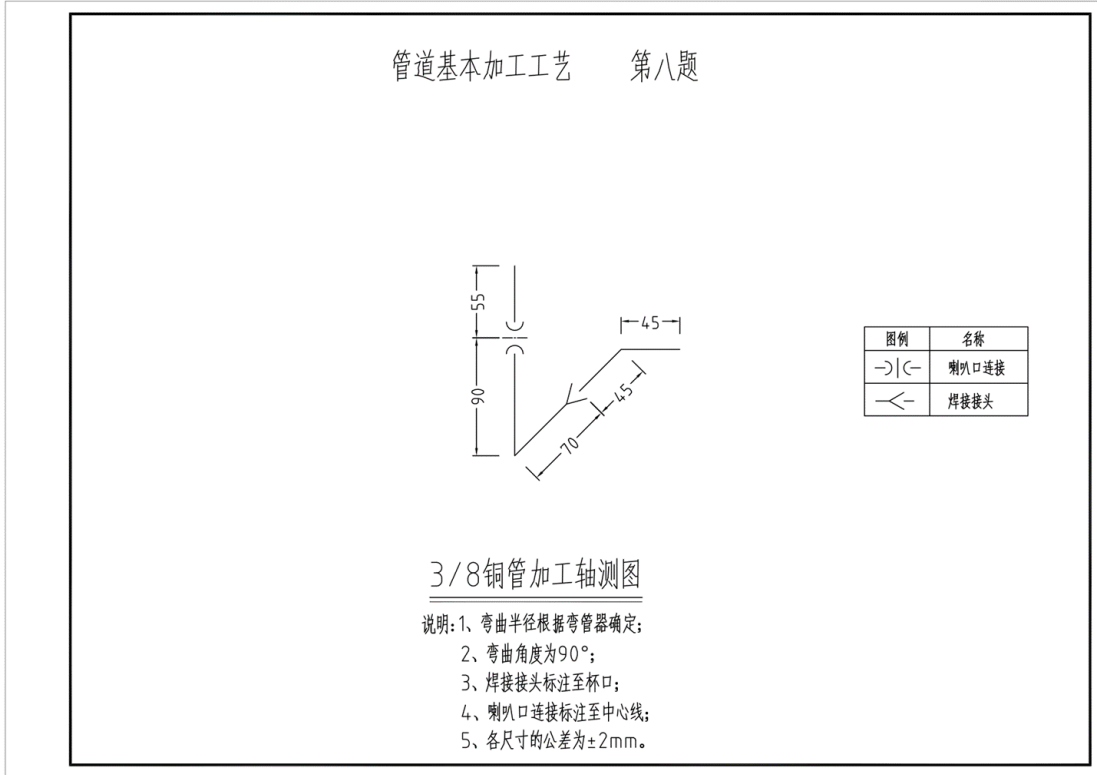 管道基本加工工艺 第八题
55
90
45
45
70
图例 名称
喇叭口连接
焊接接头
3/8铜管加工轴测图
说明:1、弯曲半径根据弯管器确定;
2、弯曲角度为90°;
3、焊接接头标注至杯口;
4、喇叭口连接标注至中心线;
5、各尺寸的公差为±2mm。